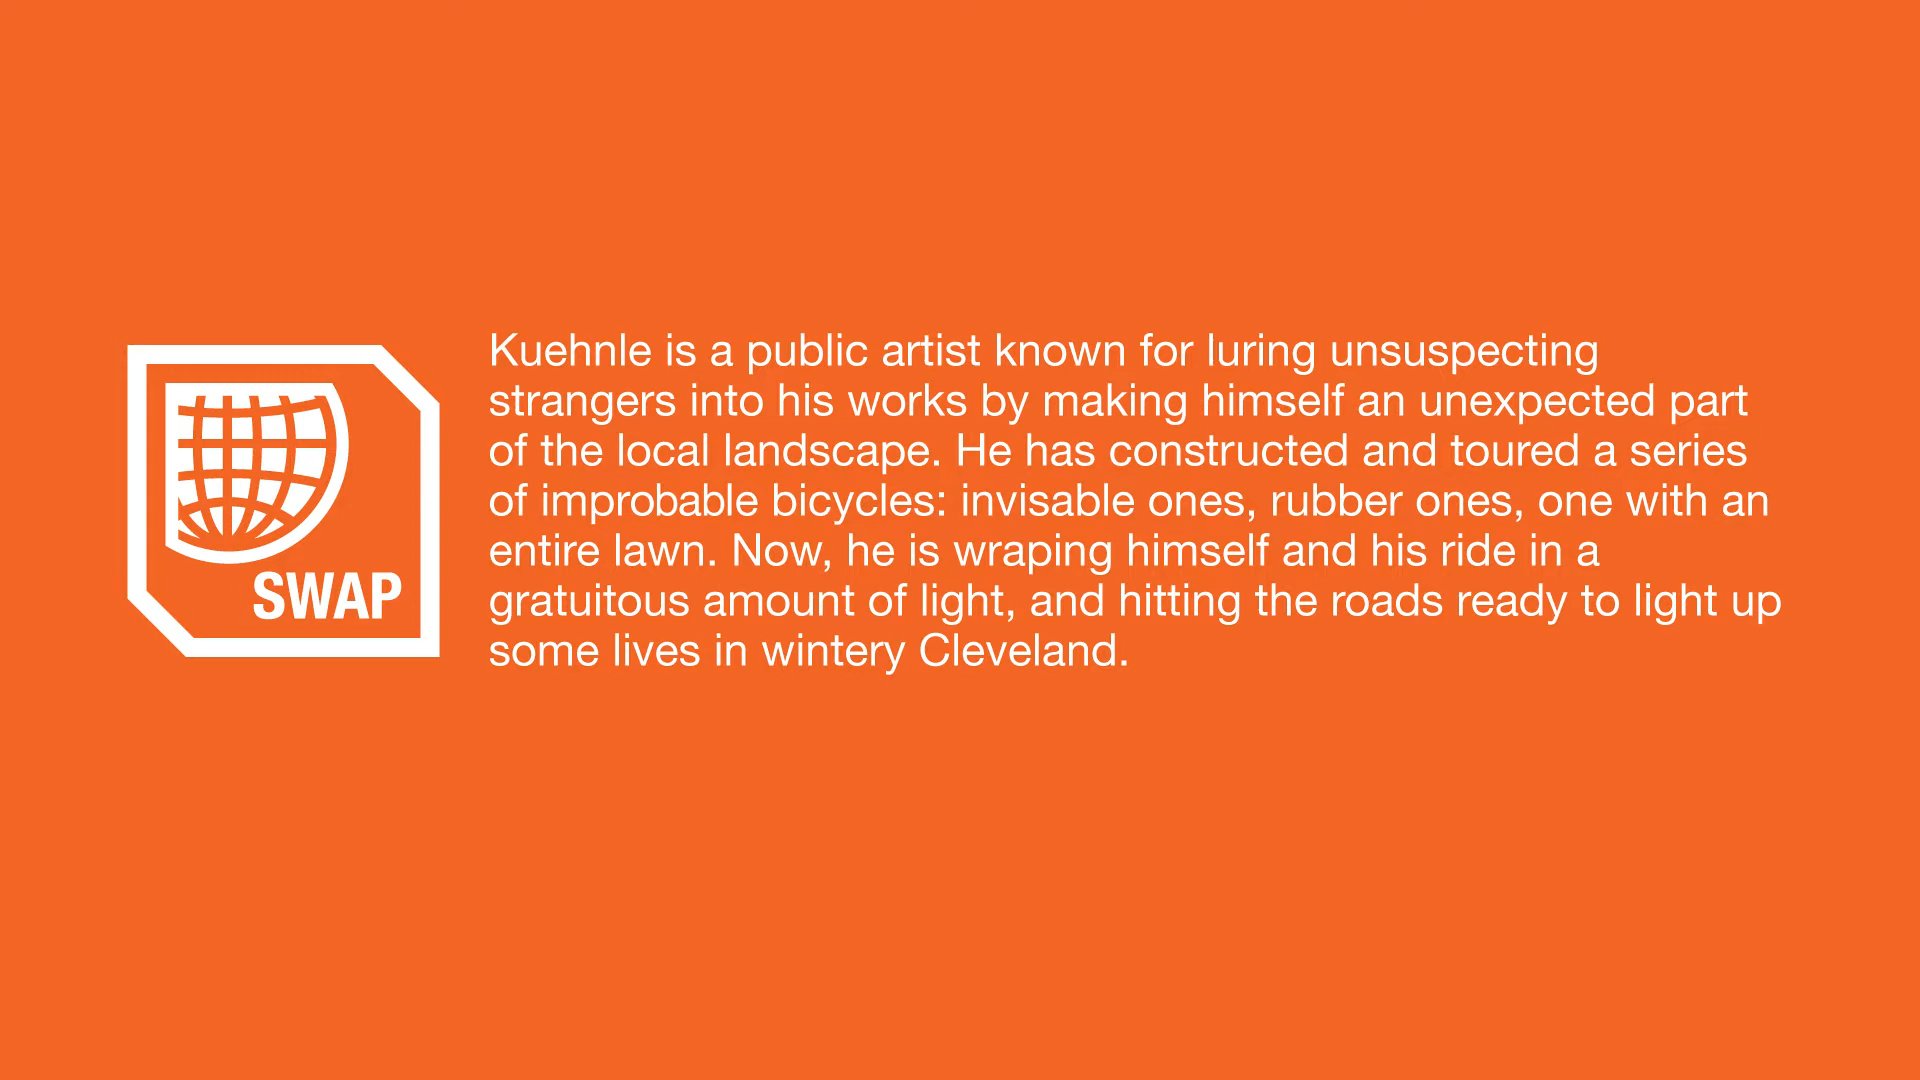 SWAP
Kuehnle is a public artist known for luring unsuspecting
strangers into his works by making himself an unexpected part
of the local landscape. He has constructed and toured a series
of improbable bicycles: invisable ones, rubber ones, one with an
entire lawn. Now, he is wraping himself and his ride in a
gratuitous amount of light, and hitting the roads ready to light up
some lives in wintery Cleveland.